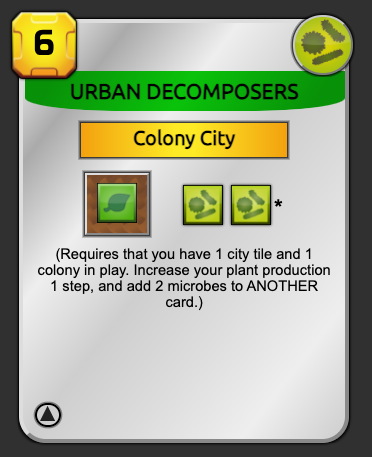 6
URBAN DECOMPOSERS
Colony City
*
(Requires that you have 1 city tile and 1
colony in play. Increase your plant production
1 step, and add 2 microbes to ANOTHER
card.)